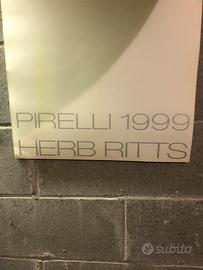 PIRELLI 1999
HERB RITTS
subito